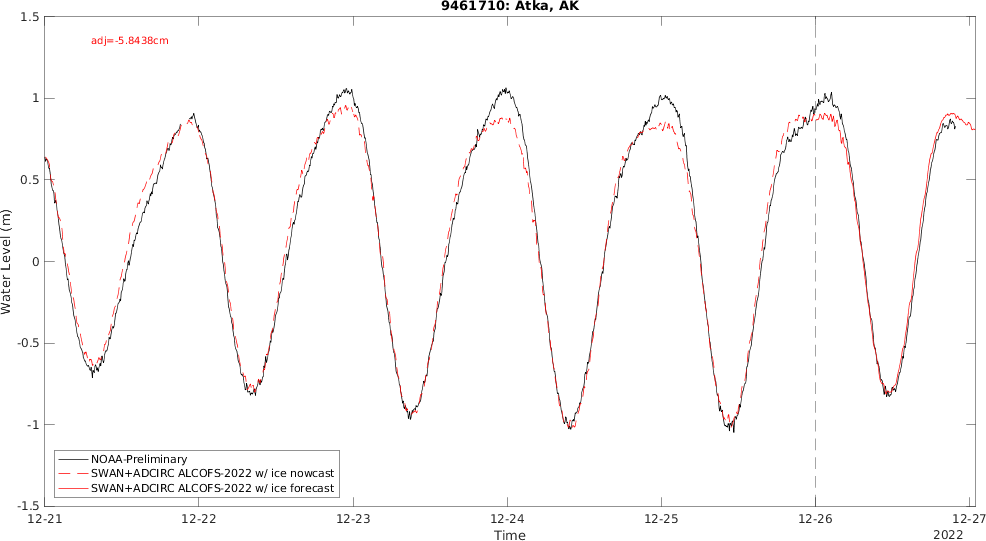 9461710: Atka, AK
adj=-5.8438cm
1.5
1
0.5
0
-0.5
-1
-1.5
Water Level (m)
NOAA-Preliminary
SWAN+ADCIRC ALCOFS-2022 w/ ice nowcast
SWAN+ADCIRC ALCOFS-2022 w/ ice forecast
12-21 12-22 12-23 12-24 12-25 12-26 12-27
Time
2022